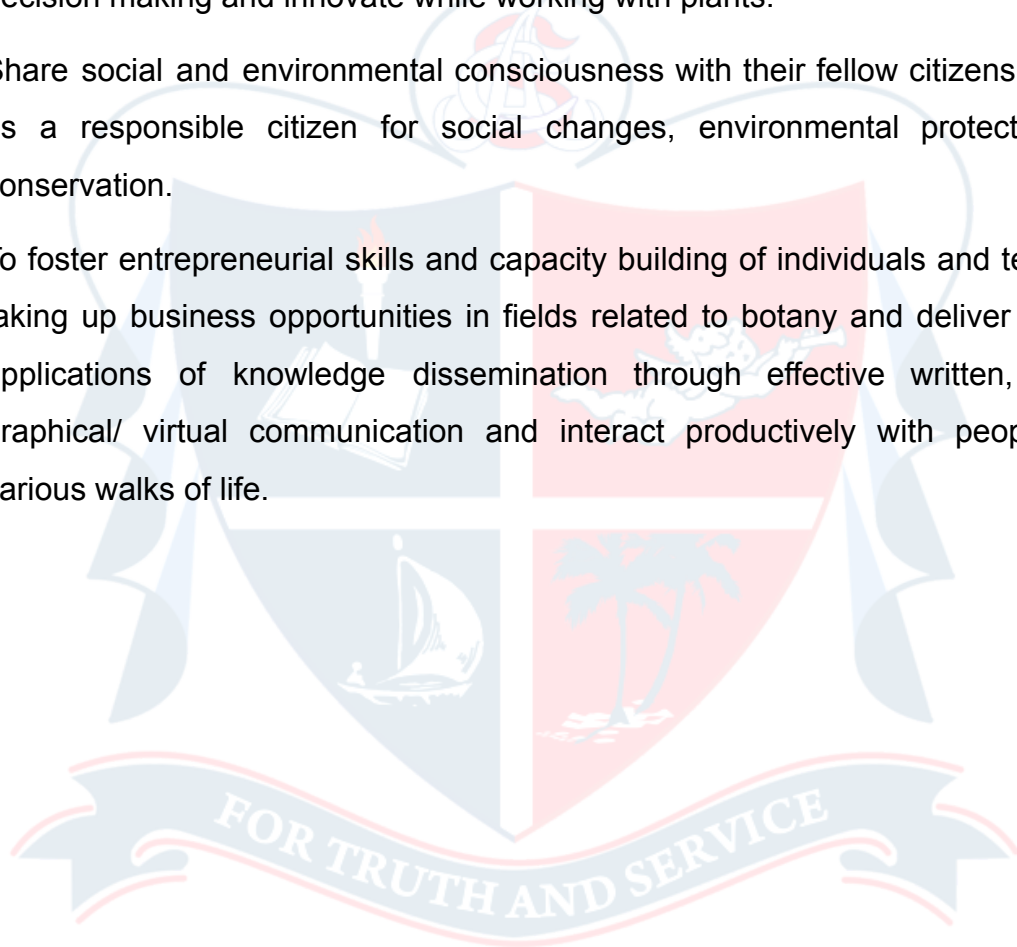 decision making and innovate while working with plants.
Share social and environmental consciousness with their fellow citizens
s a responsible citizen for social changes, environmental protect
onservation.
To foster entrepreneurial skills and capacity building of individuals and te
aking up business opportunities in fields related to botany and deliver
pplications of knowledge dissemination through effective written,
raphical/ virtual communication and interact productively with peop
arious walks of life.
FOR TRUTH AND SERVICE